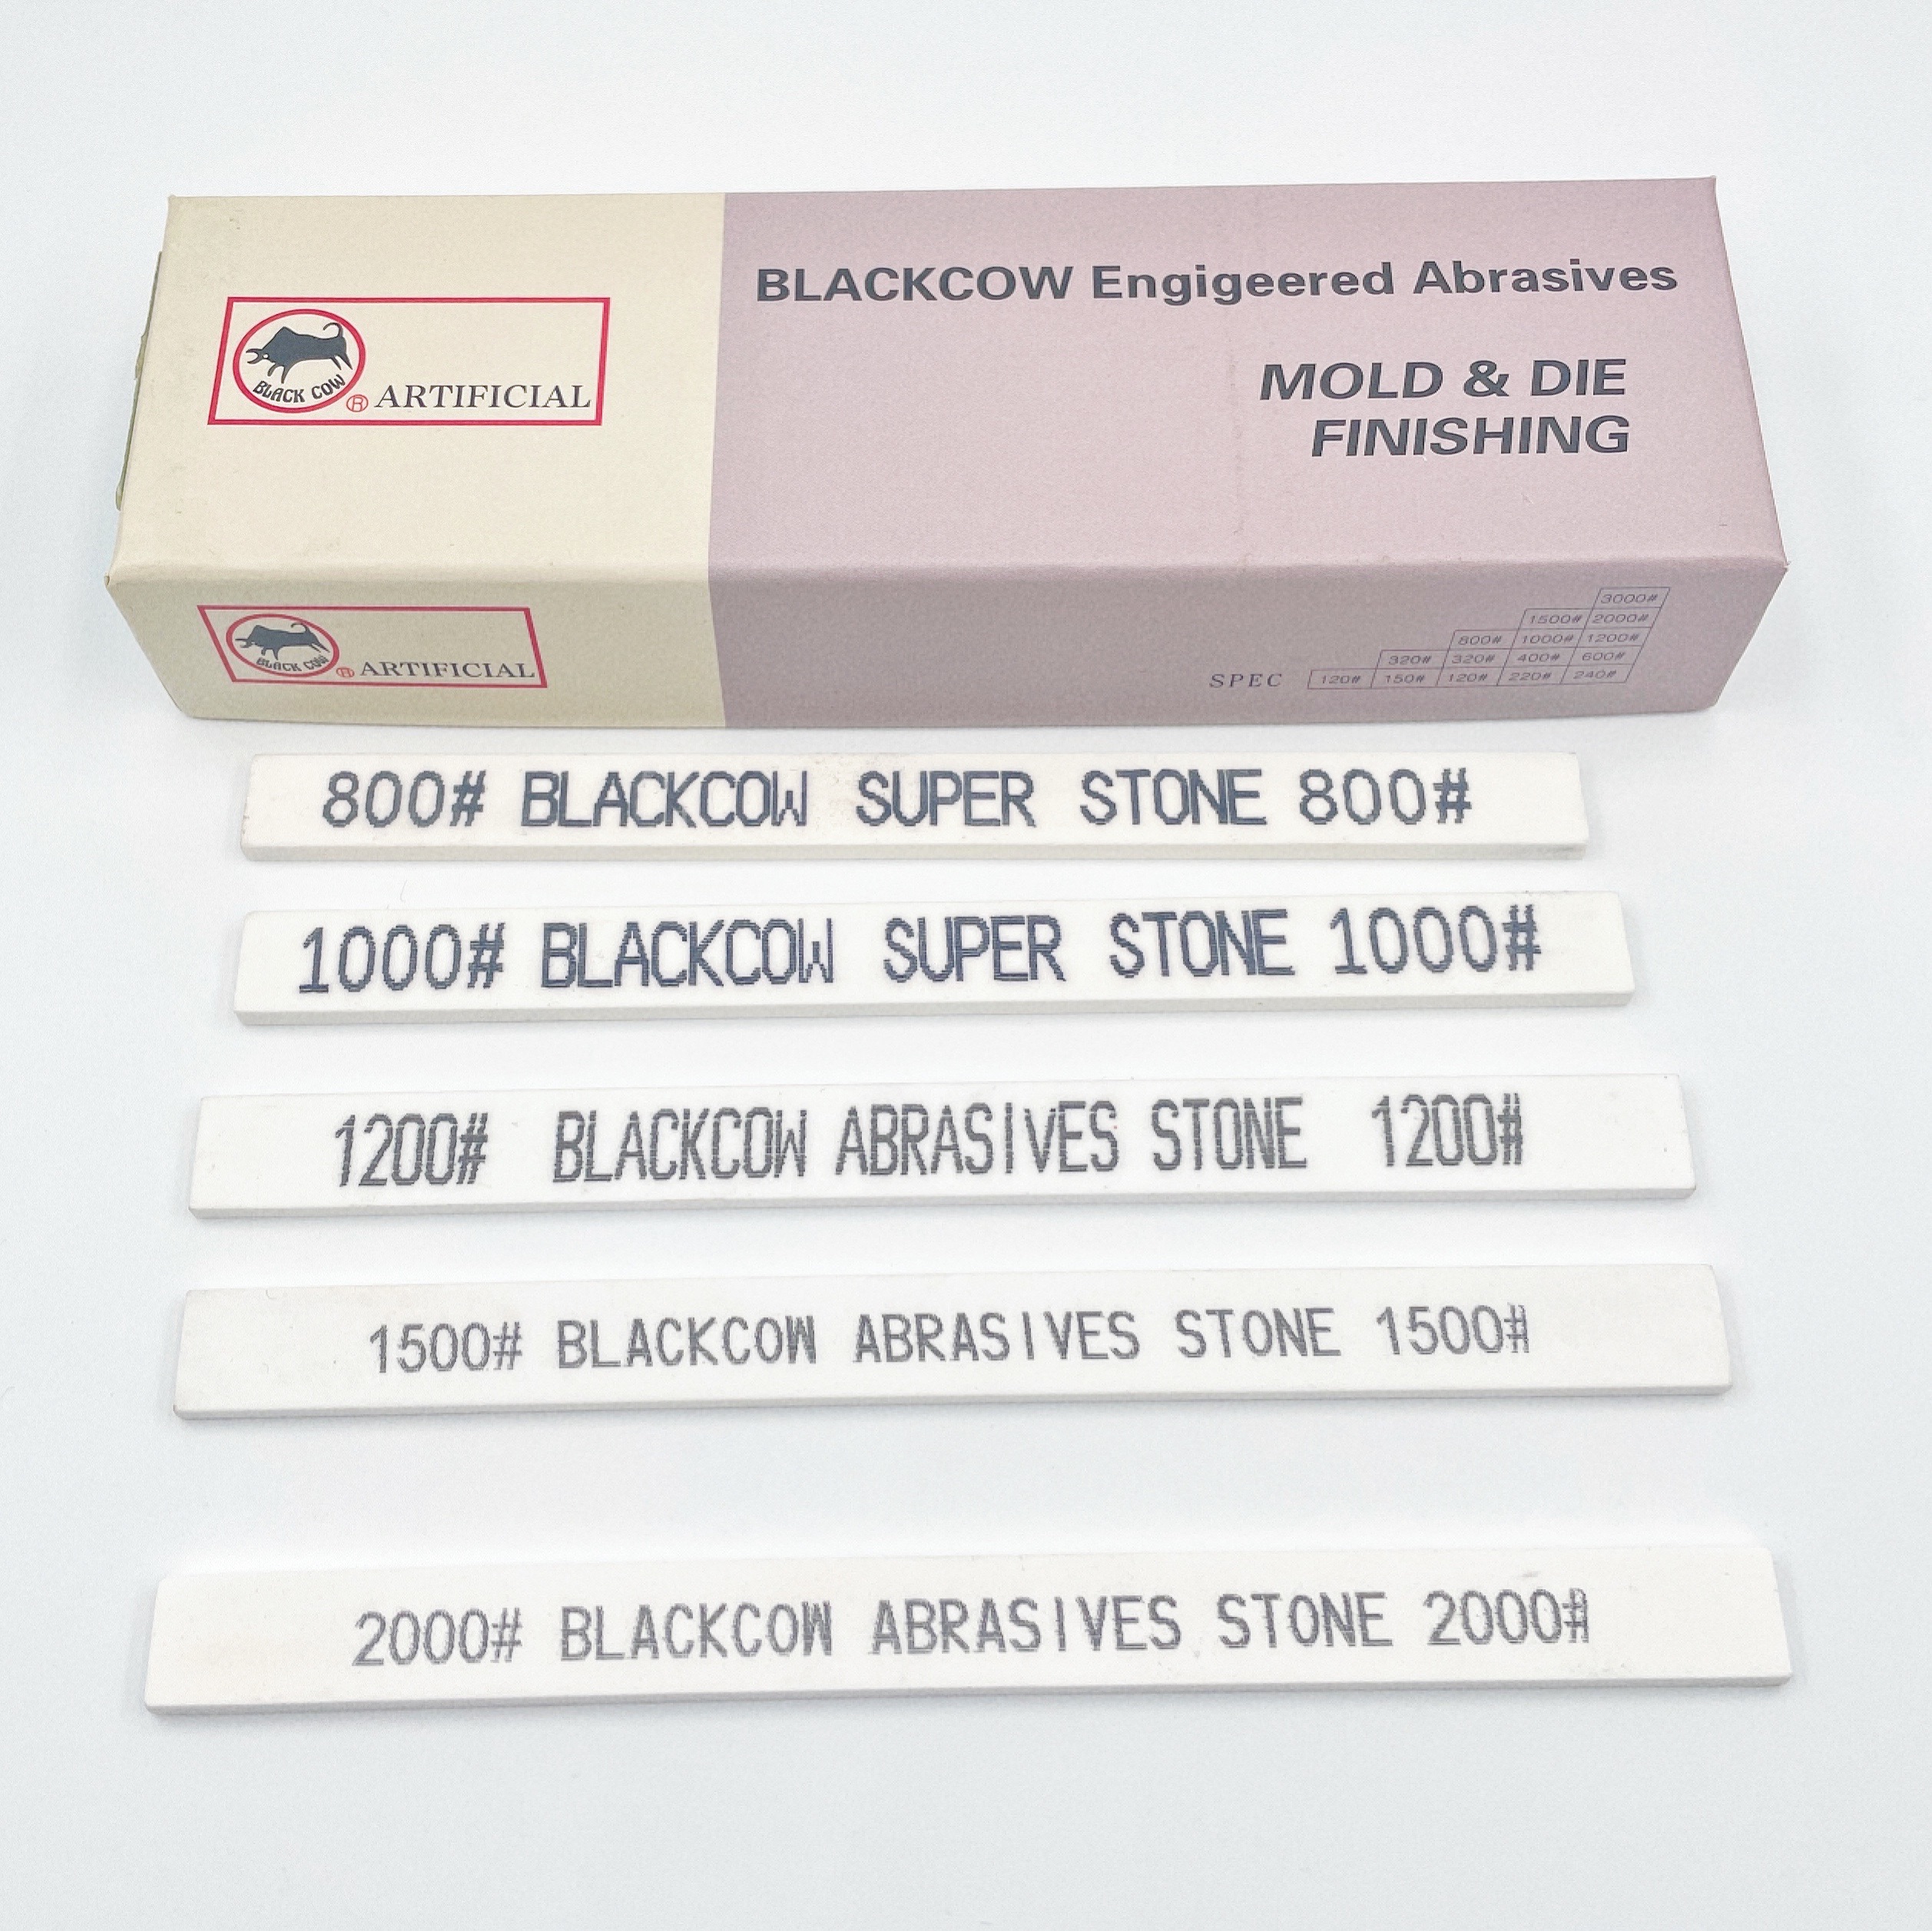 BLACKCOW Engigeered Abrasives
BLACK COW
® ARTIFICIAL
MOLD & DIE
FINISHING
BLACK COW
® ARTIFICIAL
3000#
1500# 2000#
800# 1000# 1200#
320# 320# 400# 600#
SPEC 120# 150# 120# 220# 240#
800# BLACKCOW SUPER STONE 800#
1000# BLACKCOW SUPER STONE 1000#
1200# BLACKCOW ABRASIVES STONE 1200#
1500# BLACKCOW ABRASIVES STONE 1500#
2000# BLACKCOW ABRASIVES STONE 2000#